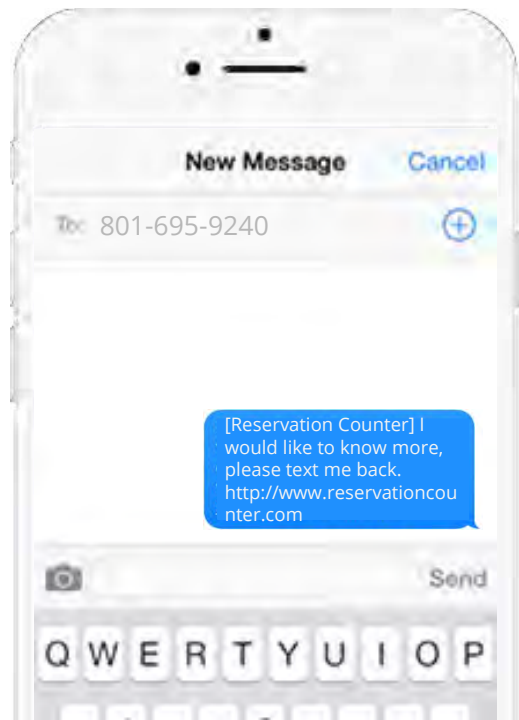 New Message Cancel
To: 801-695-9240
[Reservation Counter] I
would like to know more,
please text me back.
http://www.reservationcou
nter.com
Send
Q W E R T Y U I O P